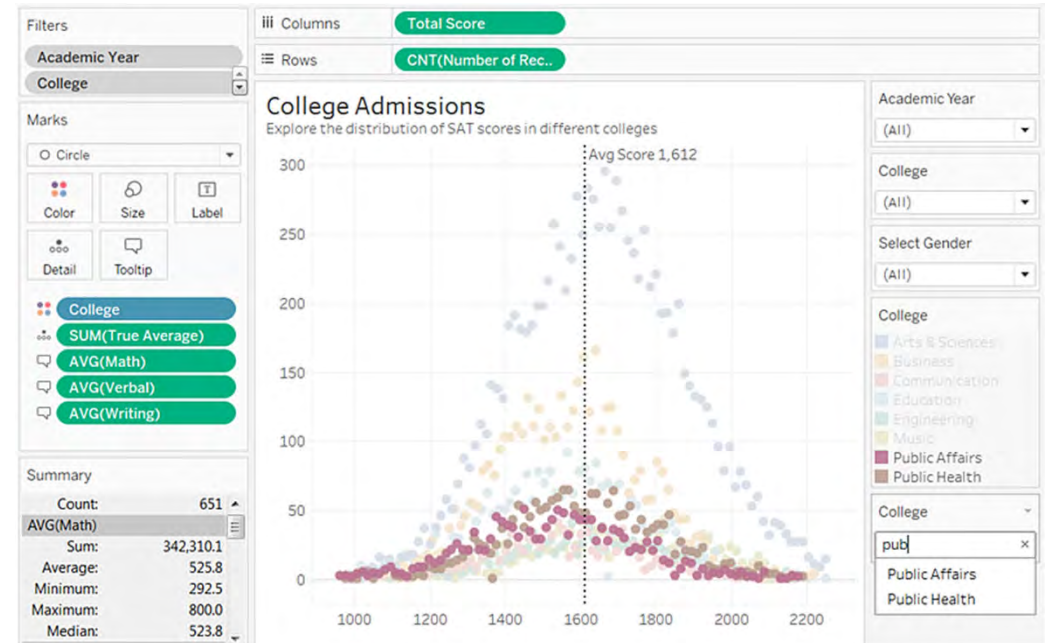 Filters
Academic Year
College
Marks
Circle
Color
Size
Label
Detail
Tooltip
College
SUM(True Average)
AVG(Math)
AVG(Verbal)
AVG(Writing)
Summary
Count: 651
AVG(Math)
Sum: 342,310.1
Average: 525.8
Minimum: 292.5
Maximum: 800.0
Median: 523.8
iii Columns
Total Score
Rows
CNT(Number of Rec..
College Admissions
Explore the distribution of SAT scores in different colleges
Avg Score 1,612
300
250
200
150
100
50
0
1000 1200 1400 1600 1800 2000 2200
Academic Year
(All)
College
(All)
Select Gender
(All)
College
Arts & Sciences
Business
Communication
Education
Engineering
Music
Public Affairs
Public Health
College
pub
Public Affairs
Public Health